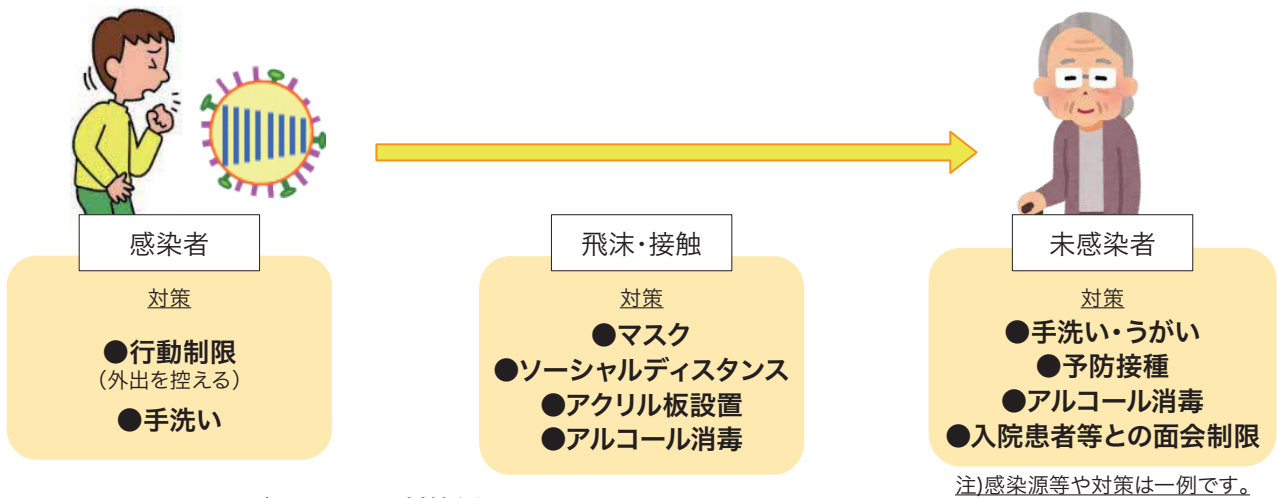 感染者
対策
●行動制限
（外出を控える）
●手洗い
飛沫・接触
対策
●マスク
●ソーシャルディスタンス
●アクリル板設置
●アルコール消毒
未感染者
対策
●手洗い・うがい
●予防接種
●アルコール消毒
●入院患者等との面会制限
注)感染源等や対策は一例です。